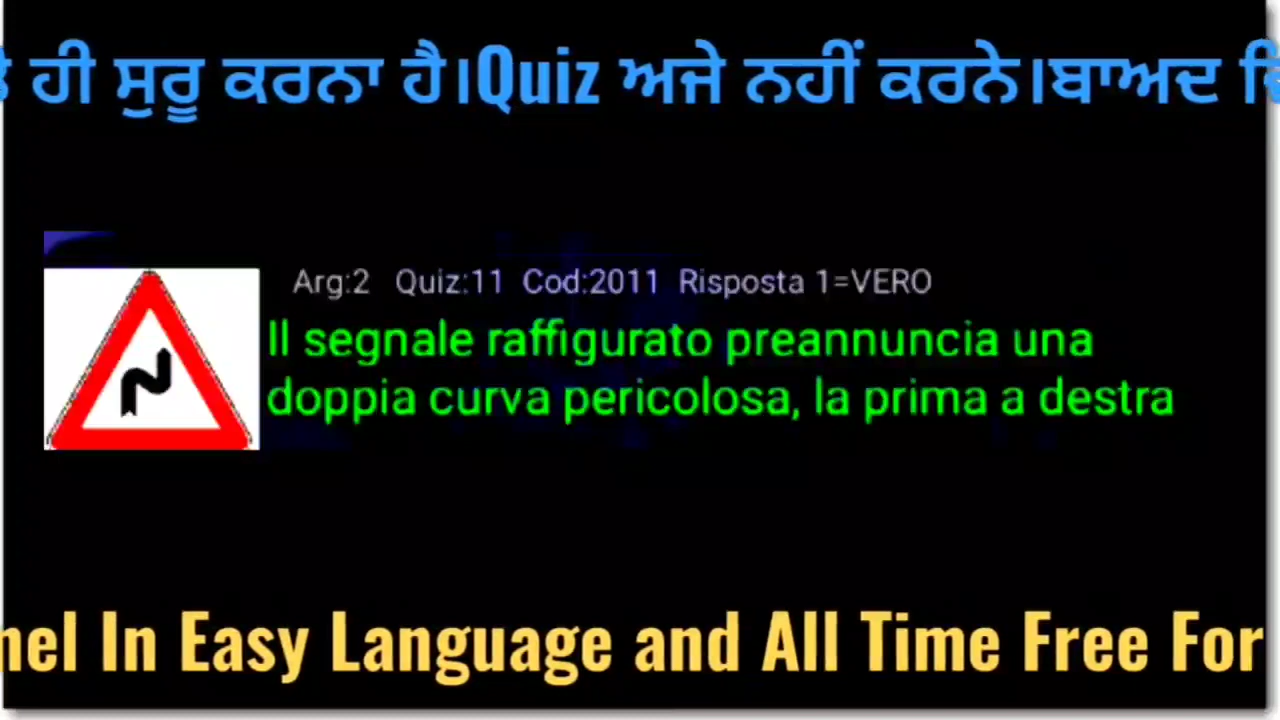 ਹੀ ਸੁਰੂ ਕਰਨਾ ਹੈ।Quiz ਅਜੇ ਨਹੀਂ ਕਰਨੇ।ਬਾਅਦ
Arg:2 Quiz:11 Cod:2011 Risposta 1=VERO
Il segnale raffigurato preannuncia una
doppia curva pericolosa, la prima a destra
In Easy Language and All Time Free For